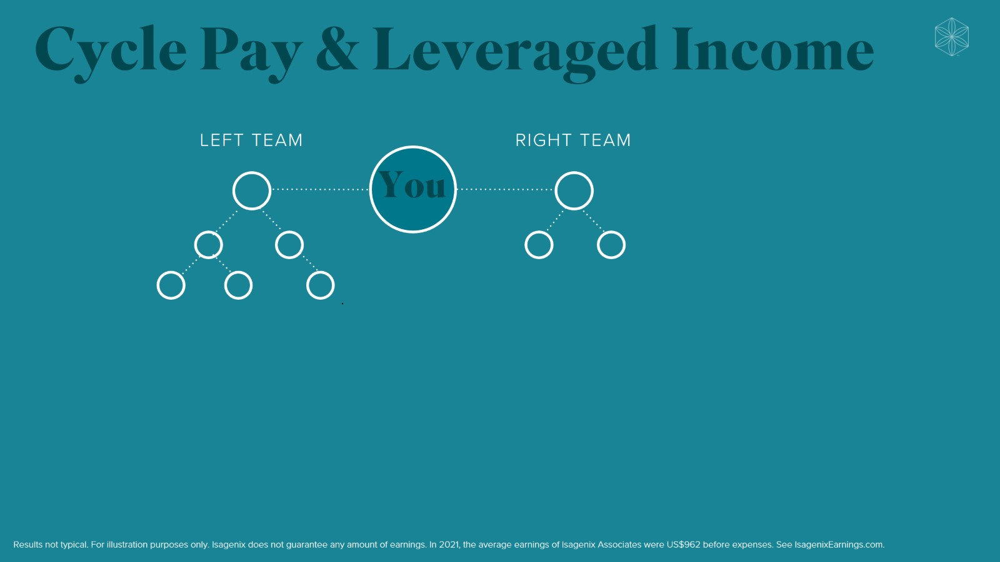 Cycle Pay & Leveraged Income
LEFT TEAM
RIGHT TEAM
You
Results not typical. For illustration purposes only. Isagenix does not guarantee any amount of earnings. In 2021, the average earnings of Isagenix Associates were US$962 before expenses. See IsagenixEarnings.com.